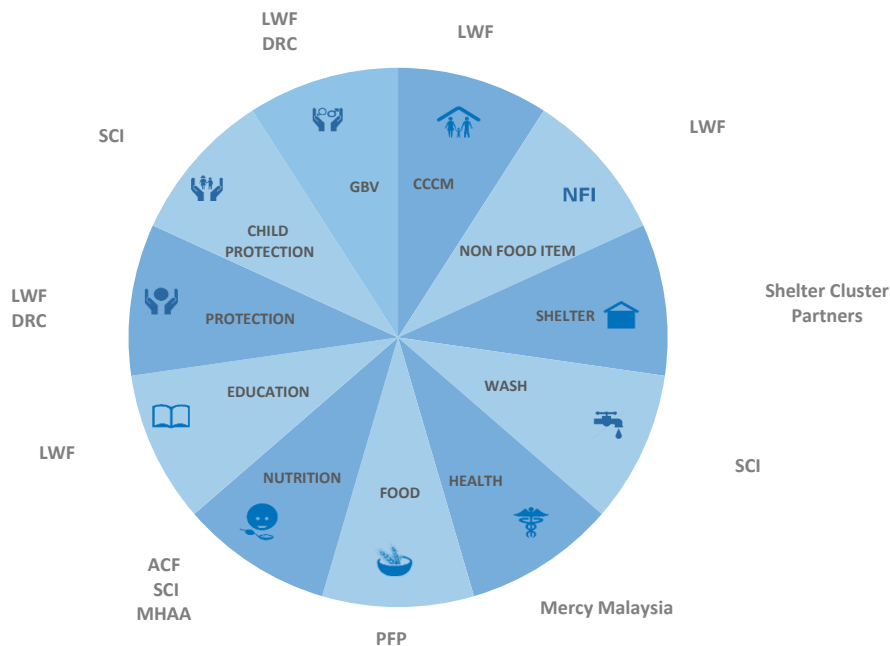 LWF
DRC
LWF
SCI
LWF
GBV
CCCM
NFI
CHILD
PROTECTION
NON FOOD ITEM
LWF
DRC
PROTECTION
SHELTER
Shelter Cluster
Partners
EDUCATION
WASH
LWF
NUTRITION
FOOD
HEALTH
SCI
ACF
SCI
MHAA
PFP
Mercy Malaysia